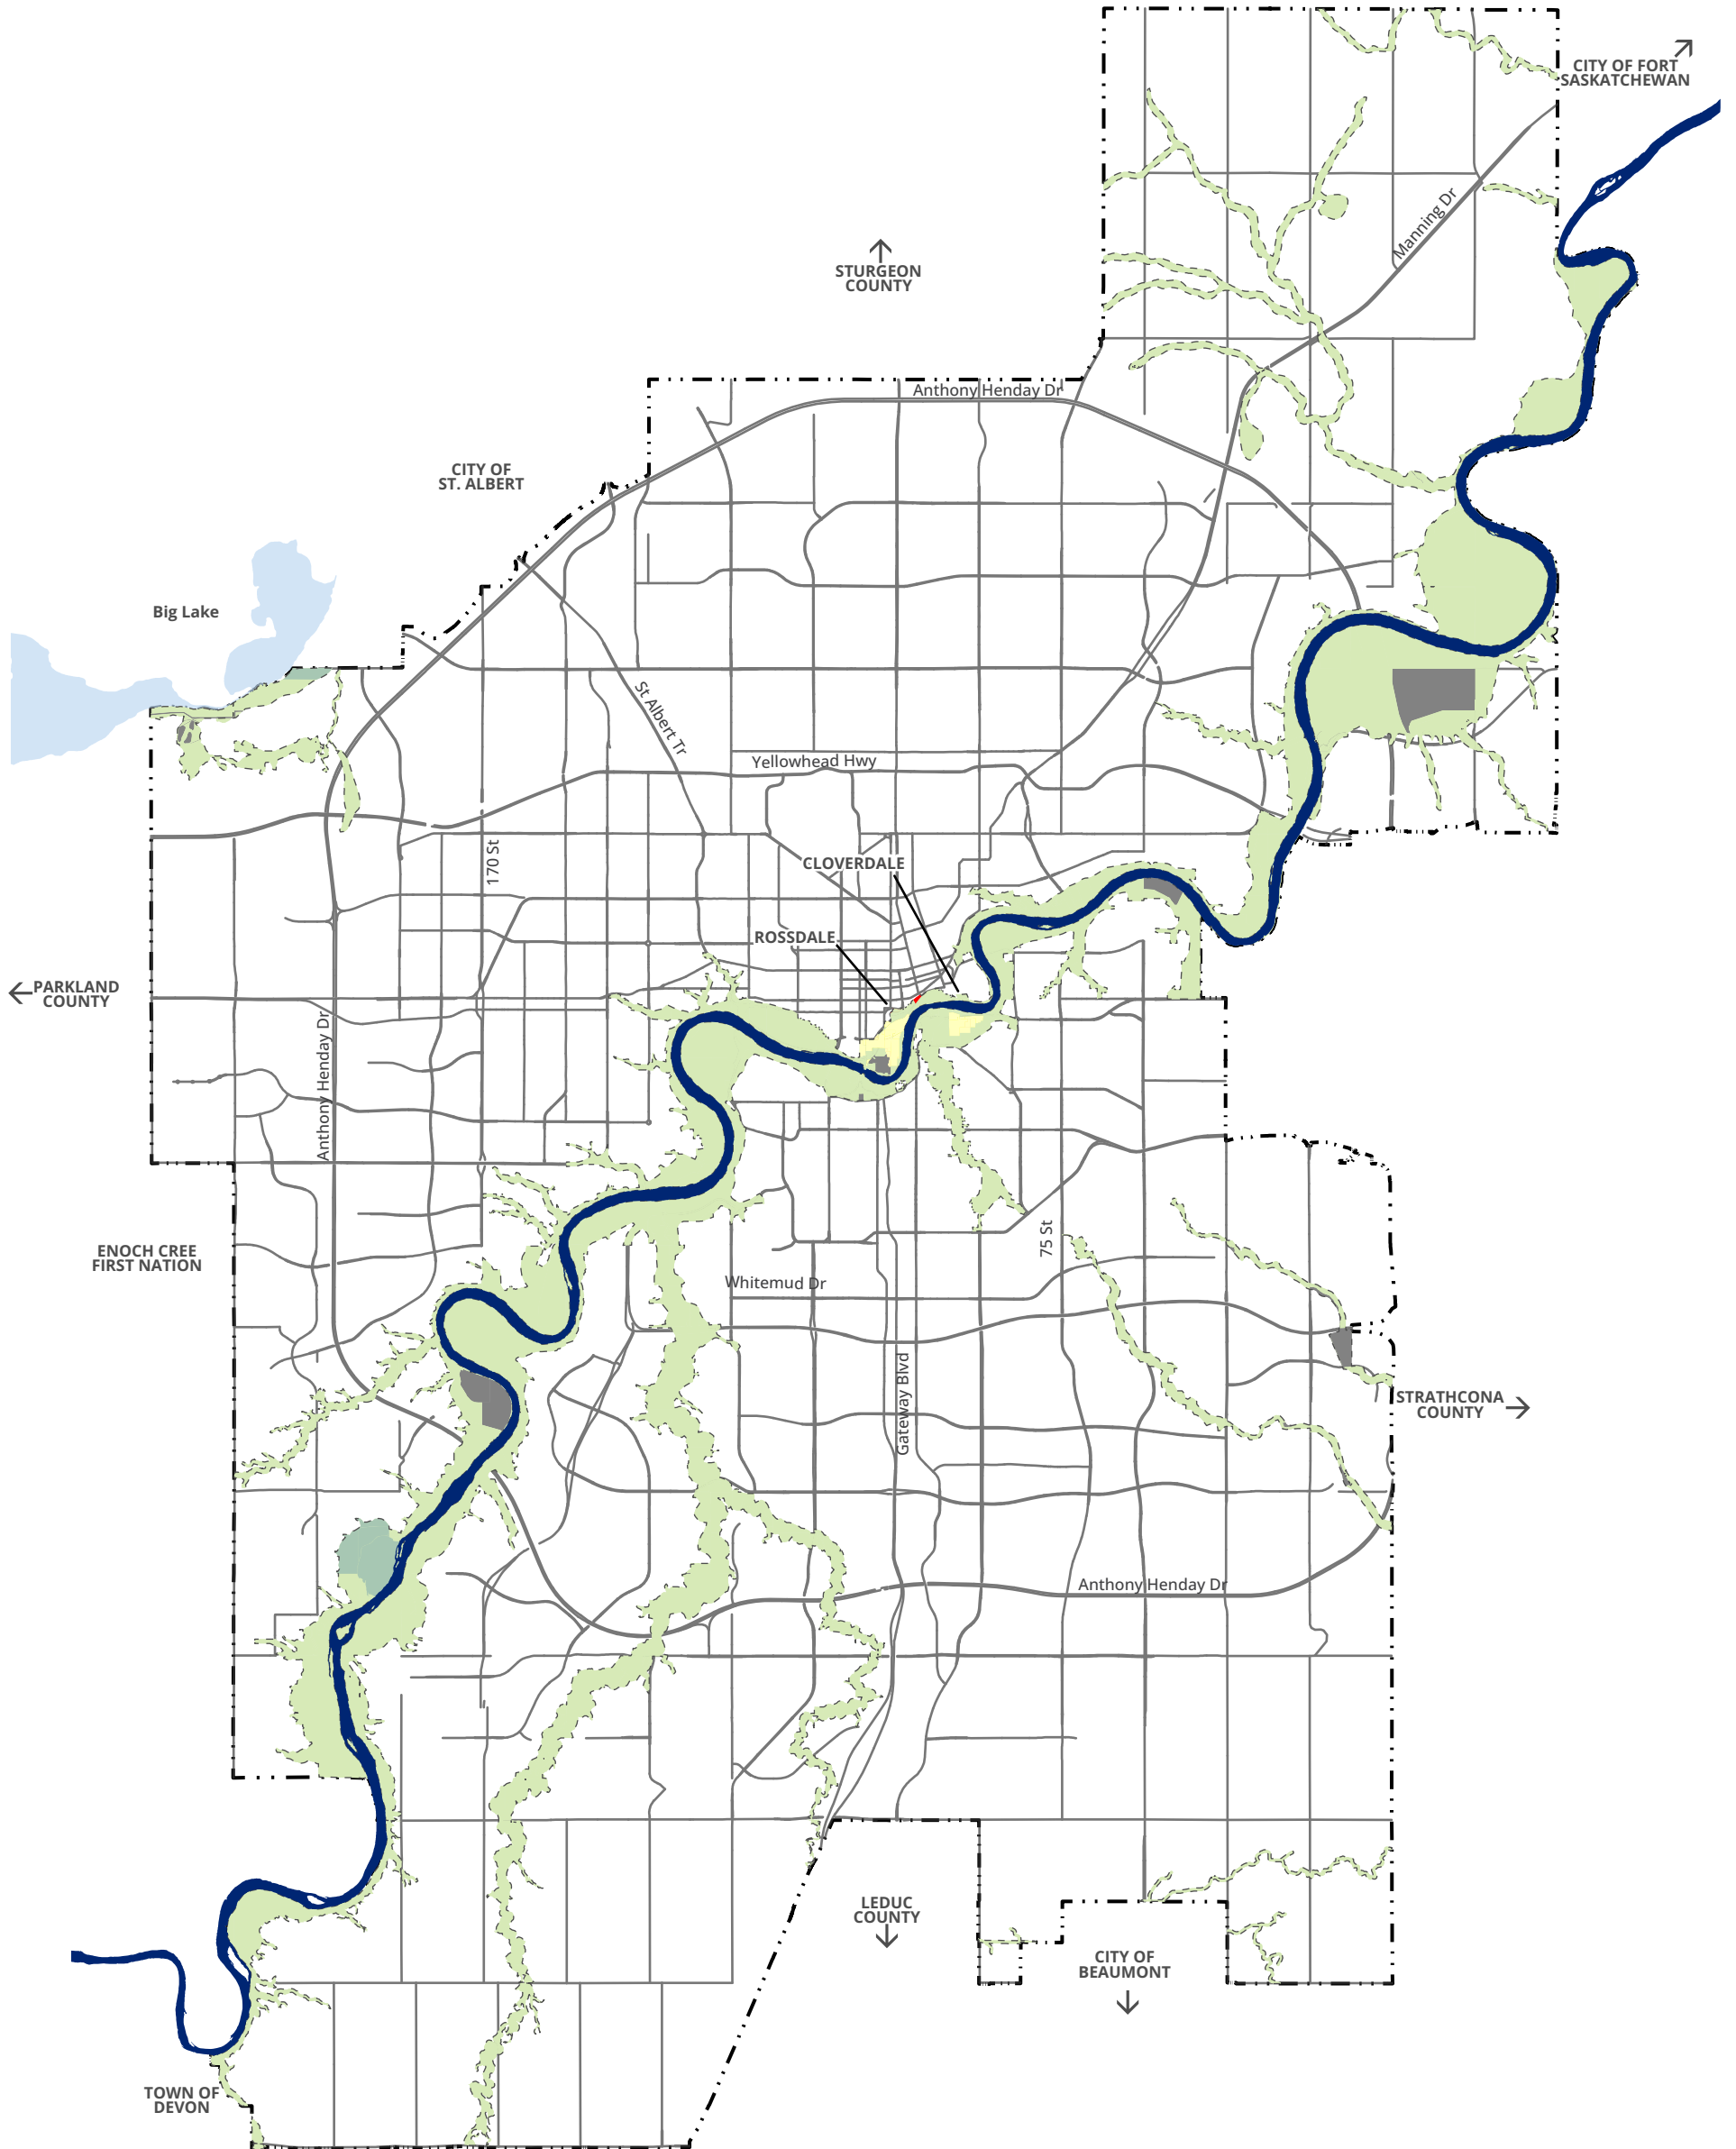 CITY OF FORT
SASKATCHEWAN
Manning Dr
STURGEON
COUNTY
Anthony Henday Dr
CITY OF
ST. ALBERT
Big Lake
St Albert Tr
Yellowhead Hwy
170 St
CLOVERDALE
ROSSDALE
PARKLAND
COUNTY
Anthony Henday Dr
75 St
ENOCH CREE
FIRST NATION
Whitemud Dr
Gateway Blvd
STRATHCONA
COUNTY
Anthony Henday Dr
LEDUC
COUNTY
CITY OF
BEAUMONT
TOWN OF
DEVON